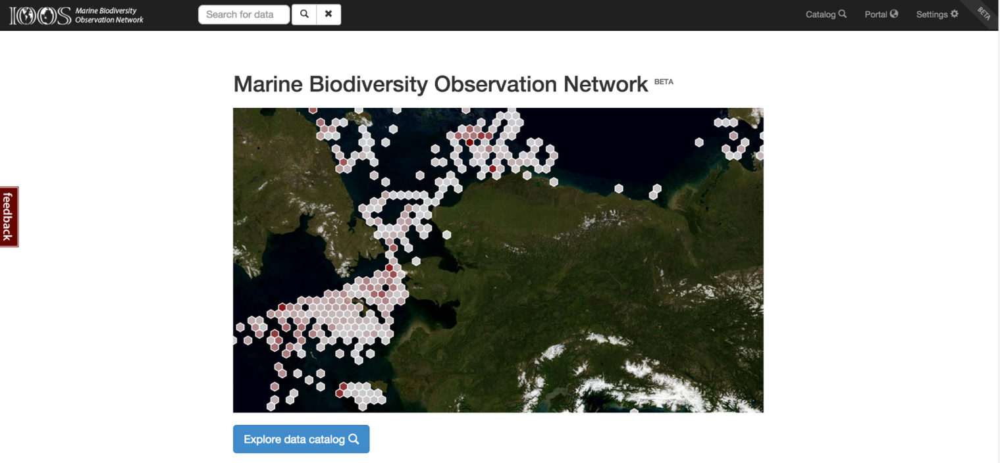 IOOS Marine Biodiversity
Observation Network
Search for data
Catalog
Portal
Settings
BETA
Marine Biodiversity Observation Network BETA
feedback
Explore data catalog